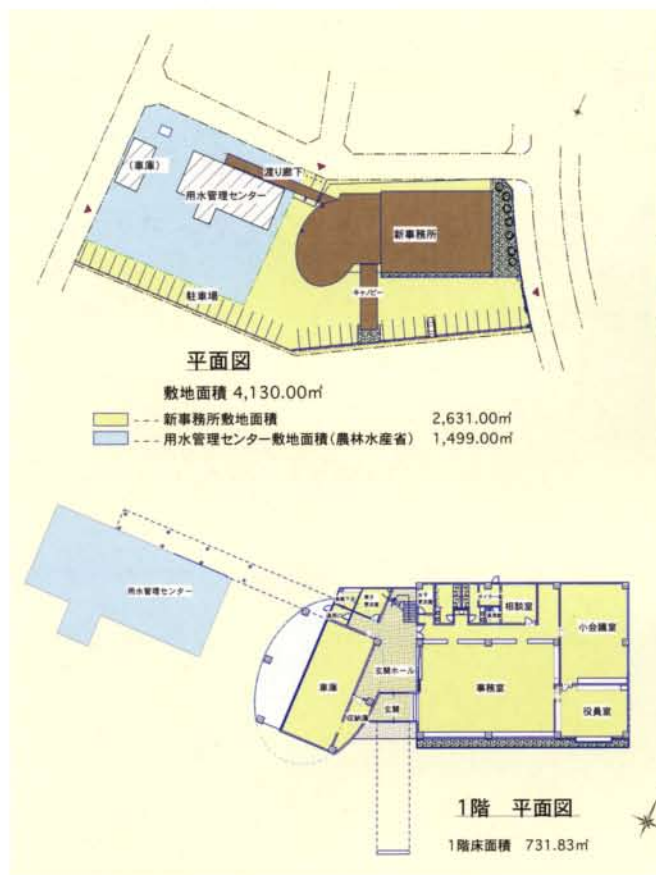 (車庫)
渡り廊下
用水管理センター
新事務所
キャノピー
駐車場
平面図
敷地面積 4,130.00㎡
新事務所敷地面積 2,631.00㎡
用水管理センター敷地面積(農林水産省) 1,499.00㎡
用水管理センター
相談室
小会議室
玄関ホール
車庫
事務室
収納庫
玄関
役員室
1階 平面図
1階床面積 731.83㎡